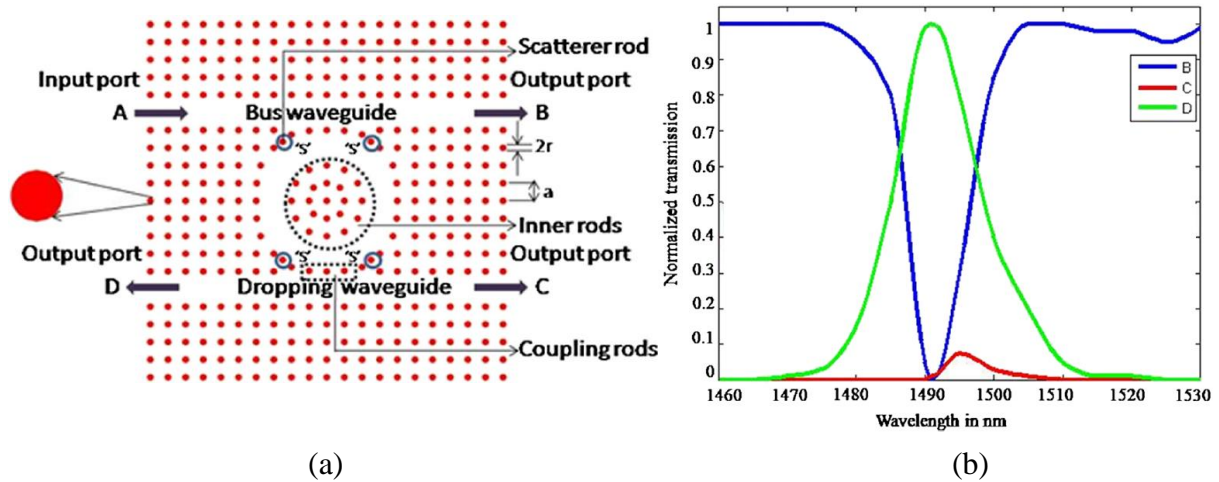 Scatterer rod
Input port
Output port
A
Bus waveguide
B
'S'
'S'
2r
a
Inner rods
Output port
'S'
'S'
Output port
D
Dropping waveguide
C
Coupling rods
(a)
Normalized transmission
1
0.9
0.8
0.7
0.6
0.5
0.4
0.3
0.2
0.1
0
B
C
D
1460
1470
1480
1490
1500
1510
1520
1530
Wavelength in nm
(b)